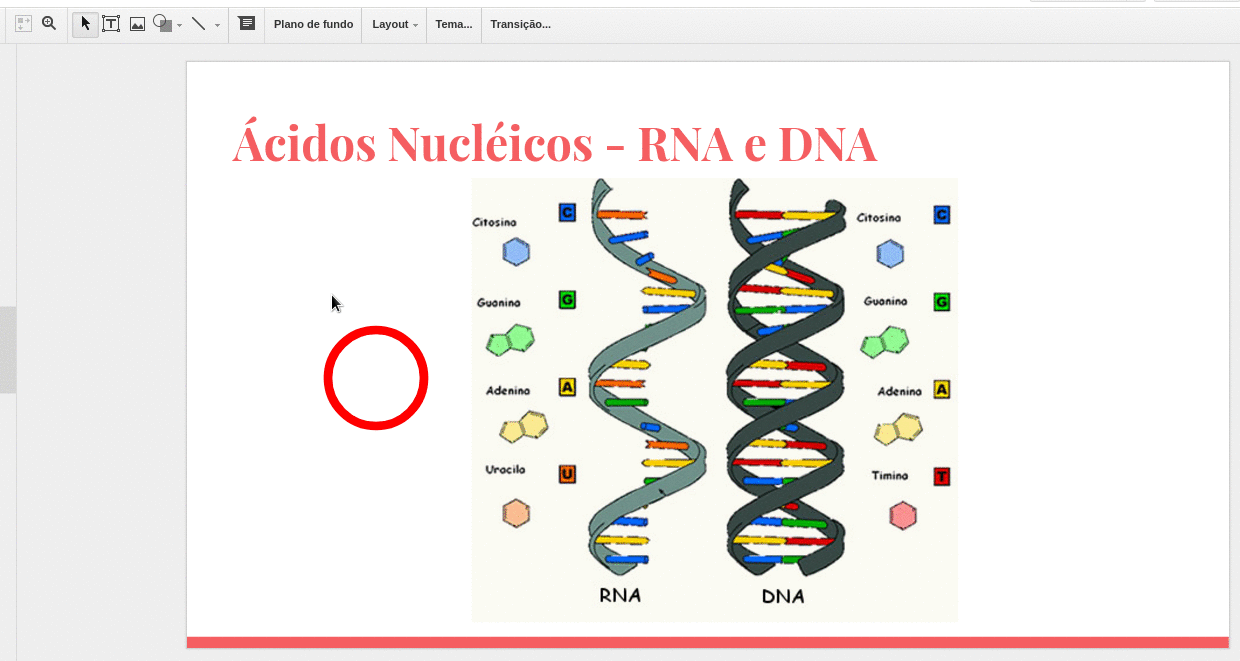 Plano de fundo Layout Tema... Transição...
Ácidos Nucléicos - RNA e DNA
Citosina C
Guanina G
Adenina A
Uracila U
RNA
Citosina C
Guanina G
Adenina A
Timina T
DNA